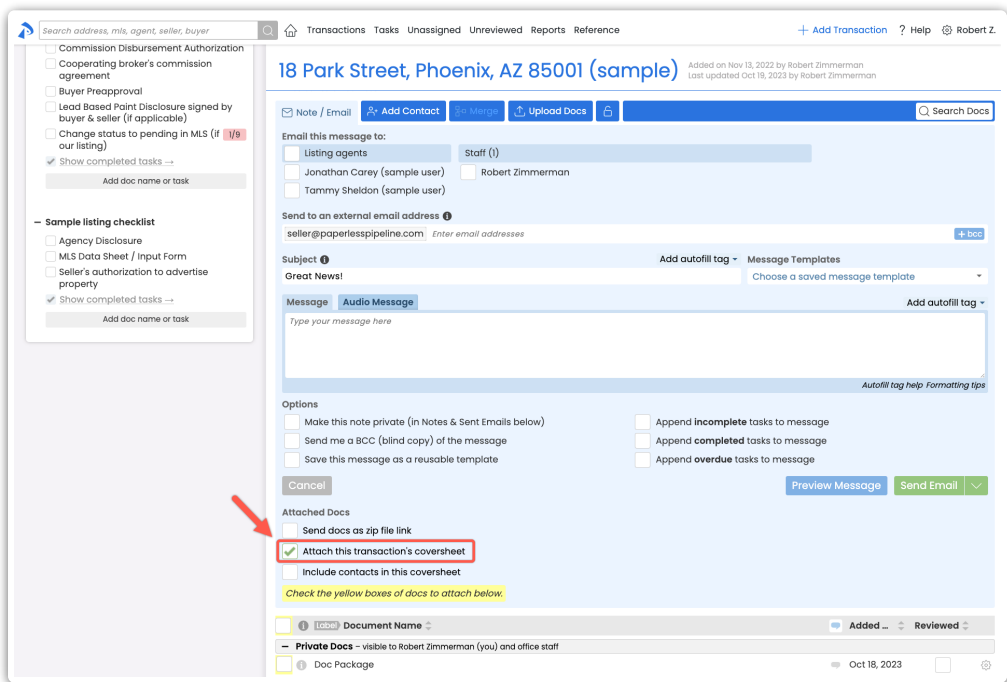 Search address, mls, agent, seller, buyer
Transactions Tasks Unassigned Unreviewed Reports Reference
+ Add Transaction ? Help Robert Z.
Commission Disbursement Authorization
Cooperating broker's commission
agreement
Buyer Preapproval
Lead Based Paint Disclosure signed by
buyer & seller (if applicable)
Change status to pending in MLS (if 1/9
our listing)
Show completed tasks →
Add doc name or task
– Sample listing checklist
Agency Disclosure
MLS Data Sheet / Input Form
Seller's authorization to advertise
property
Show completed tasks →
Add doc name or task
18 Park Street, Phoenix, AZ 85001 (sample)
Added on Nov 13, 2022 by Robert Zimmerman
Last updated Oct 19, 2023 by Robert Zimmerman
Note / Email Add Contact Merge Upload Docs Search Docs
Email this message to:
Listing agents Staff (1)
Jonathan Carey (sample user) Robert Zimmerman
Tammy Sheldon (sample user)
Send to an external email address
seller@paperlesspipeline.com Enter email addresses + bcc
Subject Add autofill tag Message Templates
Great News! Choose a saved message template
Message Audio Message Add autofill tag
Type your message here
Autofill tag help Formatting tips
Options
Make this note private (in Notes & Sent Emails below) Append incomplete tasks to message
Send me a BCC (blind copy) of the message Append completed tasks to message
Save this message as a reusable template Append overdue tasks to message
Cancel Preview Message Send Email
Attached Docs
Send docs as zip file link
Attach this transaction's coversheet
Include contacts in this coversheet
Check the yellow boxes of docs to attach below.
Label Document Name Added ... Reviewed
– Private Docs – visible to Robert Zimmerman (you) and office staff
Doc Package Oct 18, 2023